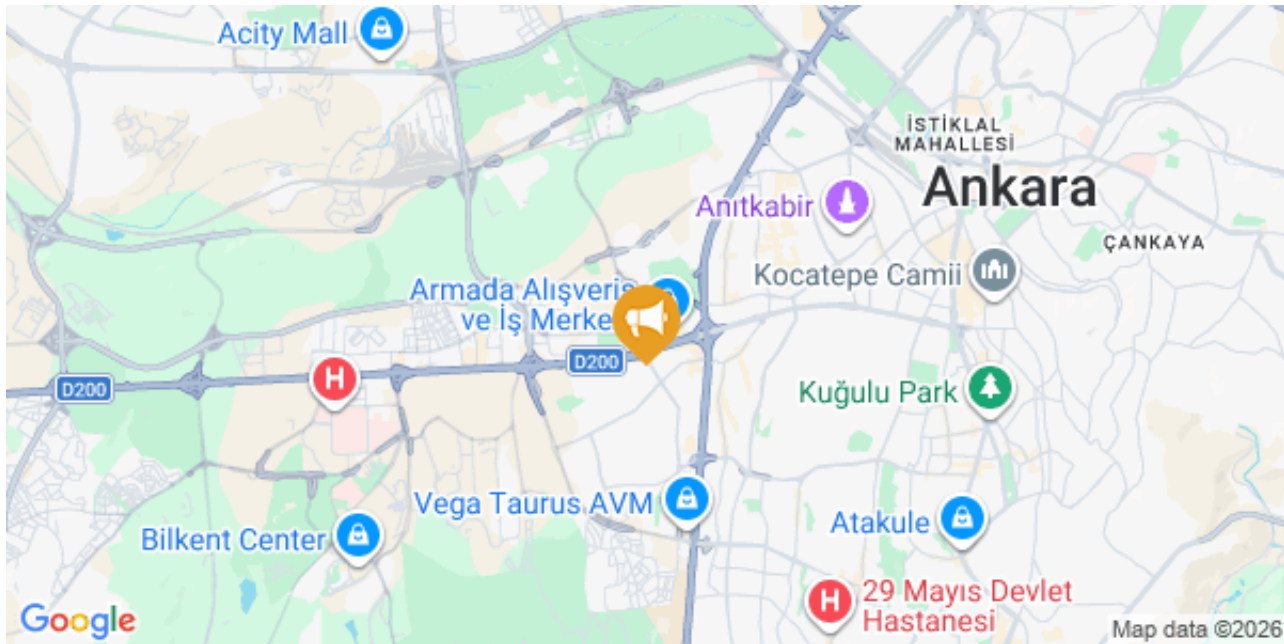 Acity Mall
İSTİKLAL
MAHALLESİ
Ankara
Anıtkabir
ÇANKAYA
Kocatepe Camii
Armada Alışveriş
ve İş Merke
D200
D200
H
Kuğulu Park
Vega Taurus AVM
Bilkent Center
Atakule
H
29 Mayıs Devlet
Hastanesi
Google
Map data ©2026